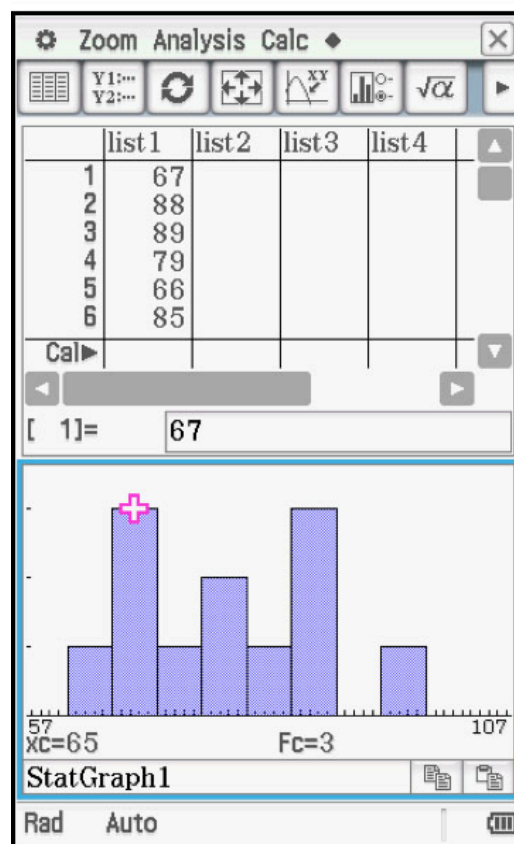 Zoom Analysis Calc
Y1:···
Y2:···
XY
√α
list1 list2 list3 list4
1 67
2 88
3 89
4 79
5 66
6 85
Cal▶
[ 1]= 67
57 107
xc=65 Fc=3
StatGraph1
Rad Auto